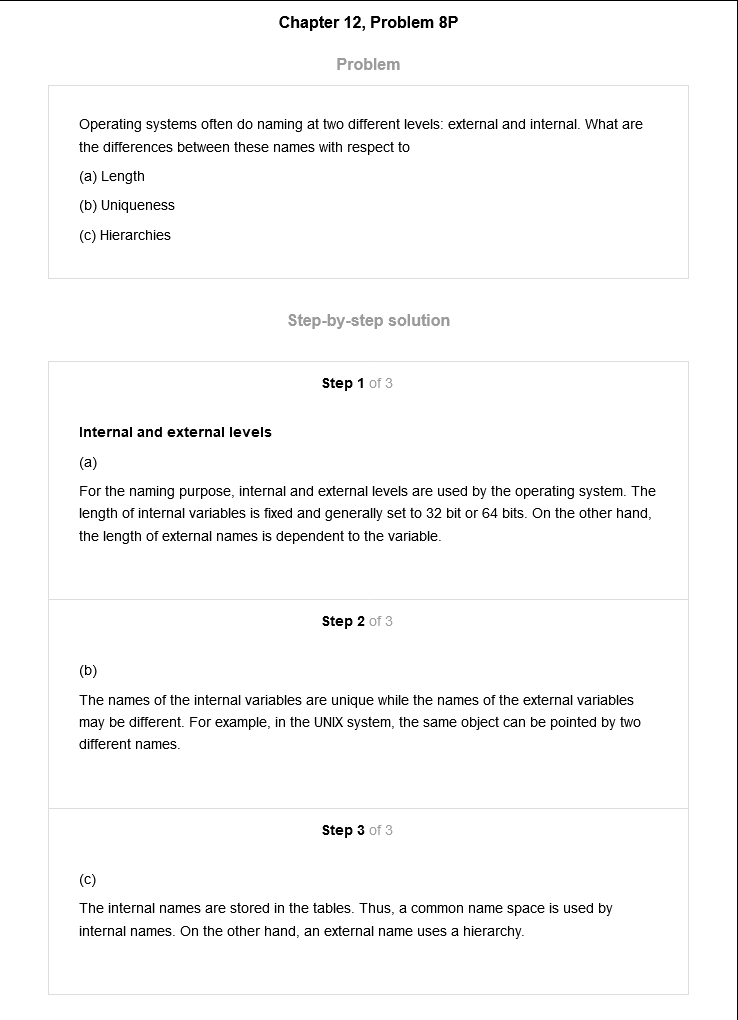 Chapter 12, Problem 8P
Problem
Operating systems often do naming at two different levels: external and internal. What are
the differences between these names with respect to
(a) Length
(b) Uniqueness
(c) Hierarchies
Step-by-step solution
Step 1 of 3
Internal and external levels
(a)
For the naming purpose, internal and external levels are used by the operating system. The
length of internal variables is fixed and generally set to 32 bit or 64 bits. On the other hand,
the length of external names is dependent to the variable.
Step 2 of 3
(b)
The names of the internal variables are unique while the names of the external variables
may be different. For example, in the UNIX system, the same object can be pointed by two
different names.
Step 3 of 3
(c)
The internal names are stored in the tables. Thus, a common name space is used by
internal names. On the other hand, an external name uses a hierarchy.